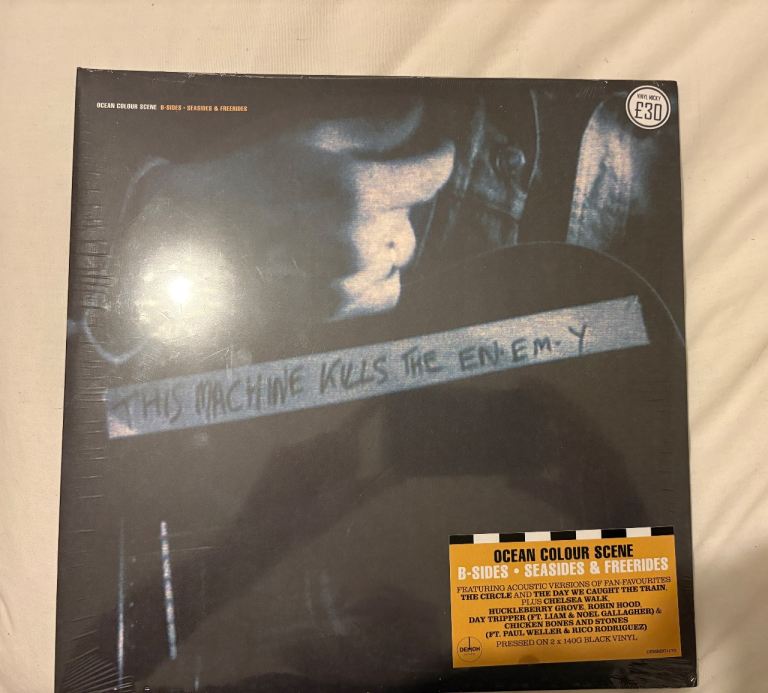 OCEAN COLOUR SCENE B-SIDES • SEASIDES & FREERIDES
VINYL NICKY
£30
THIS MACHINE KILLS THE EN·EM·Y
OCEAN COLOUR SCENE
B-SIDES • SEASIDES & FREERIDES
FEATURING ACOUSTIC VERSIONS OF FAN-FAVOURITES
THE CIRCLE AND THE DAY WE CAUGHT THE TRAIN,
PLUS CHELSEA WALK,
HUCKLEBERRY GROVE, ROBIN HOOD,
DAY TRIPPER (FT. LIAM & NOEL GALLAGHER) &
CHICKEN BONES AND STONES
(FT. PAUL WELLER & RICO RODRIGUEZ)
PRESSED ON 2 x 140G BLACK VINYL
DEMON